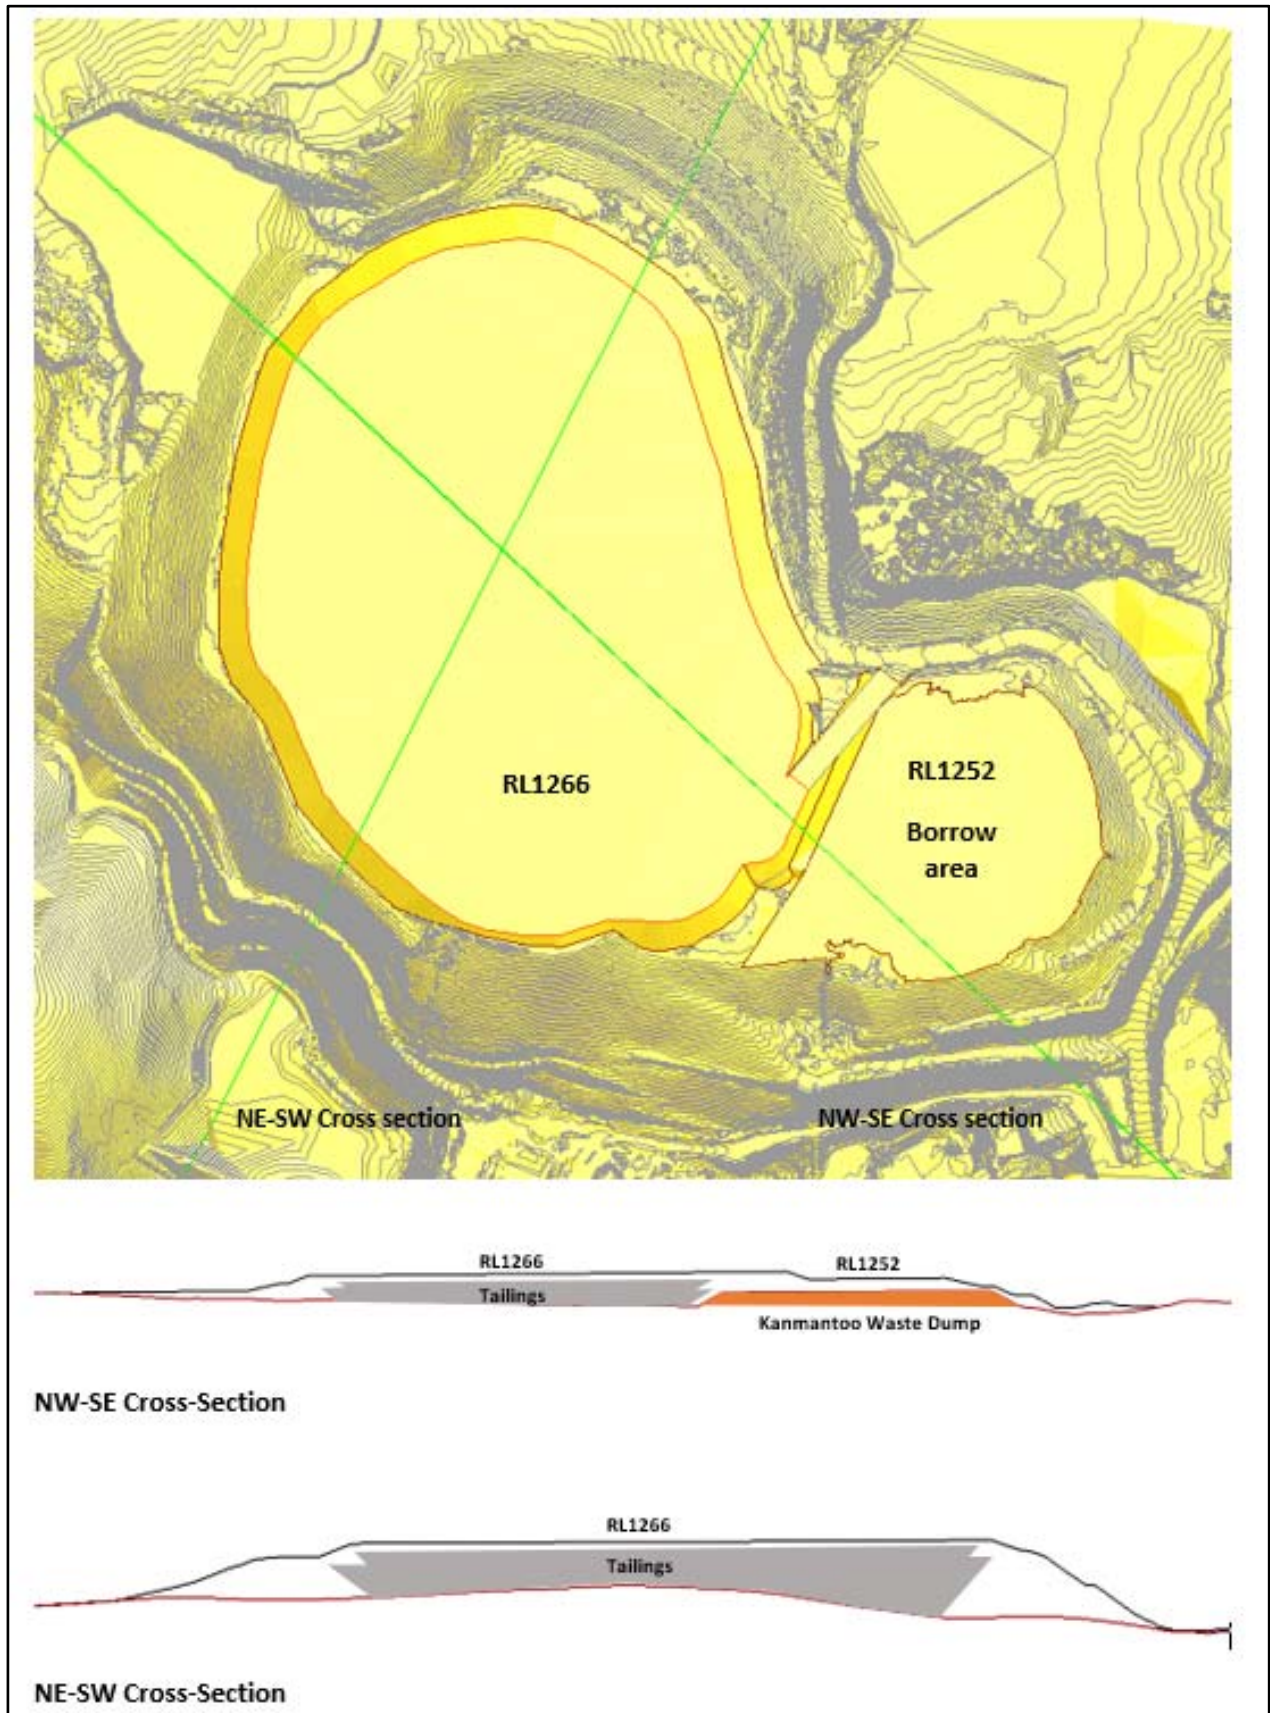 RL1266
RL1252
Borrow
area
NE-SW Cross section
NW-SE Cross section
RL1266
RL1252
Tailings
Kanmantoo Waste Dump
NW-SE Cross-Section
RL1266
Tailings
NE-SW Cross-Section